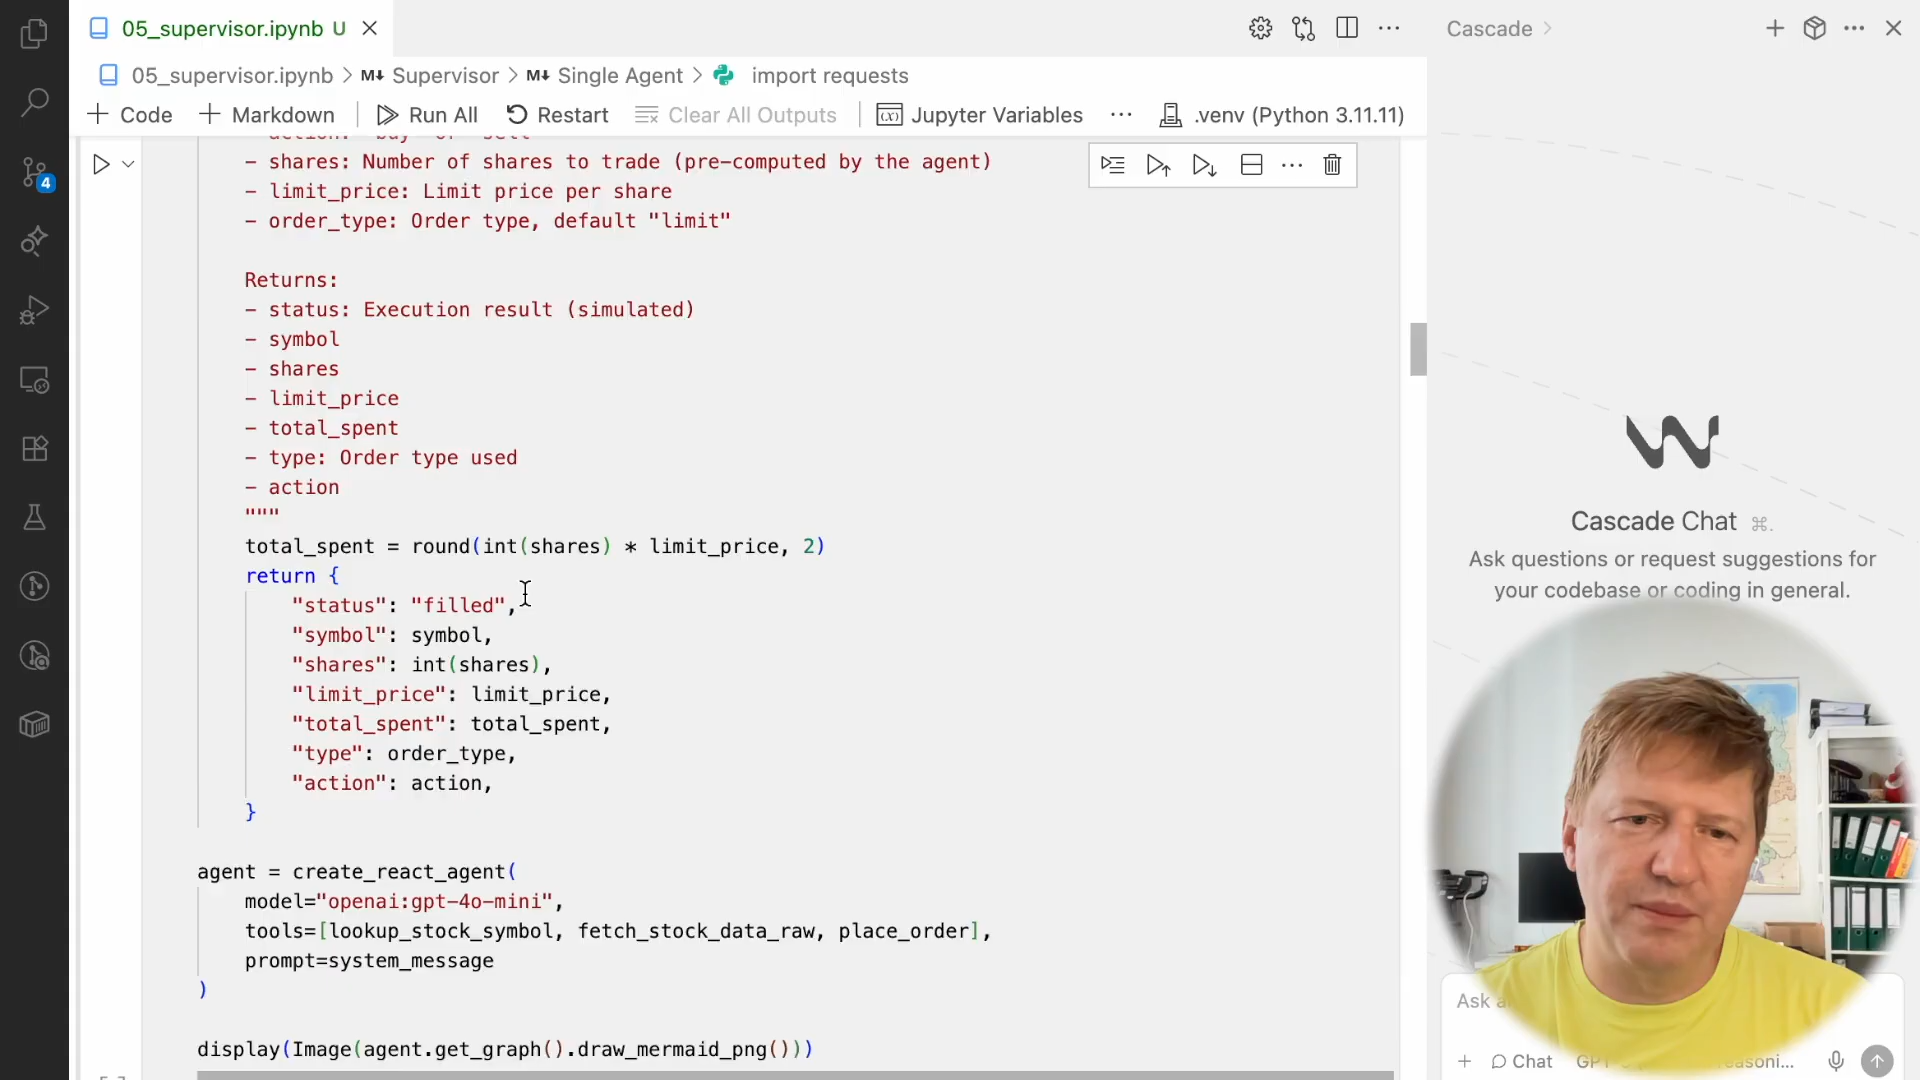 05_supervisor.ipynb U
Cascade
05_supervisor.ipynb > M↓ Supervisor > M↓ Single Agent > import requests
Code
Markdown
Run All
Restart
Clear All Outputs
Jupyter Variables
.venv (Python 3.11.11)
4
- shares: Number of shares to trade (pre-computed by the agent)
- limit_price: Limit price per share
- order_type: Order type, default "limit"
Returns:
- status: Execution result (simulated)
- symbol
- shares
- limit_price
- total_spent
- type: Order type used
- action
"""
total_spent = round(int(shares) * limit_price, 2)
return {
"status": "filled",
"symbol": symbol,
"shares": int(shares),
"limit_price": limit_price,
"total_spent": total_spent,
"type": order_type,
"action": action,
}
agent = create_react_agent(
model="openai:gpt-4o-mini",
tools=[lookup_stock_symbol, fetch_stock_data_raw, place_order],
prompt=system_message
)
display(Image(agent.get_graph().draw_mermaid_png()))
Cascade Chat ⌘.
Ask questions or request suggestions for
your codebase or coding in general.
Ask
Chat